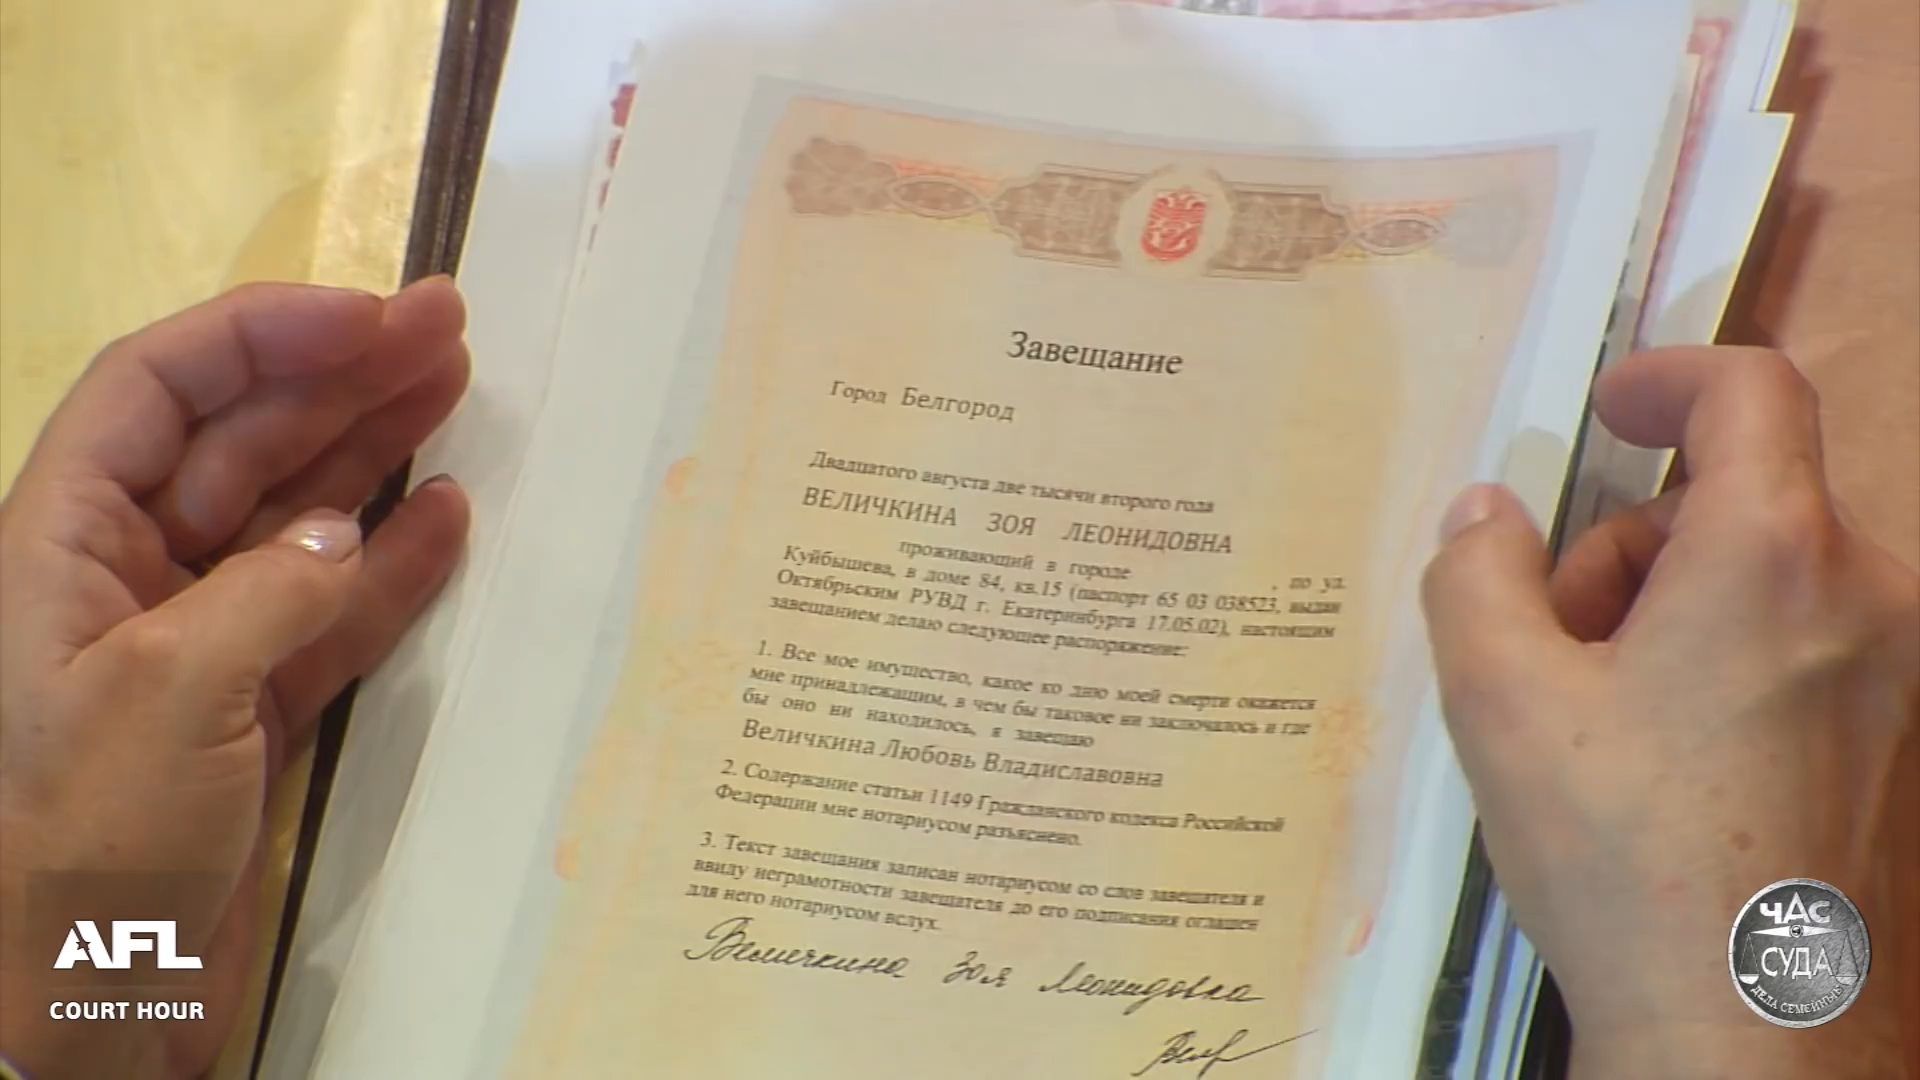 Завещание
Город Белгород
Двадцатого августа две тысячи второго года
ВЕЛИЧКИНА ЗОЯ ЛЕОНИДОВНА
проживающий в городе , по ул.
Куйбышева, в доме 84, кв.15 (паспорт 65 03 038523, выдан
Октябрьским РУВД г. Екатеринбурга 17.05.02), настоящим
завещанием делаю следующее распоряжение:
1. Все мое имущество, какое ко дню моей смерти окажется
мне принадлежащим, в чем бы таковое ни заключалось и где
бы оно ни находилось, я завещаю
Величкина Любовь Владиславовна
2. Содержание статьи 1149 Гражданского кодекса Российской
Федерации мне нотариусом разъяснено.
3. Текст завещания записан нотариусом со слов завещателя и
ввиду неграмотности завещателя до его подписания оглашен
для него нотариусом вслух.
Величкина Зоя Леонидовна
AFL
COURT HOUR
ЧАС
СУДА
ДЕЛА СЕМЕЙНЫЕ